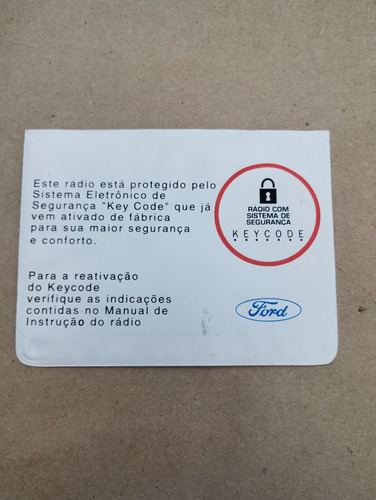 Este rádio está protegido pelo
Sistema Eletrônico de
Segurança "Key Code" que já
vem ativado de fábrica
para sua maior segurança
e conforto.
RÁDIO COM
SISTEMA DE
SEGURANÇA
KEYCODE
Para a reativação
do Keycode
verifique as indicações
contidas no Manual de
Instrução do rádio
Ford